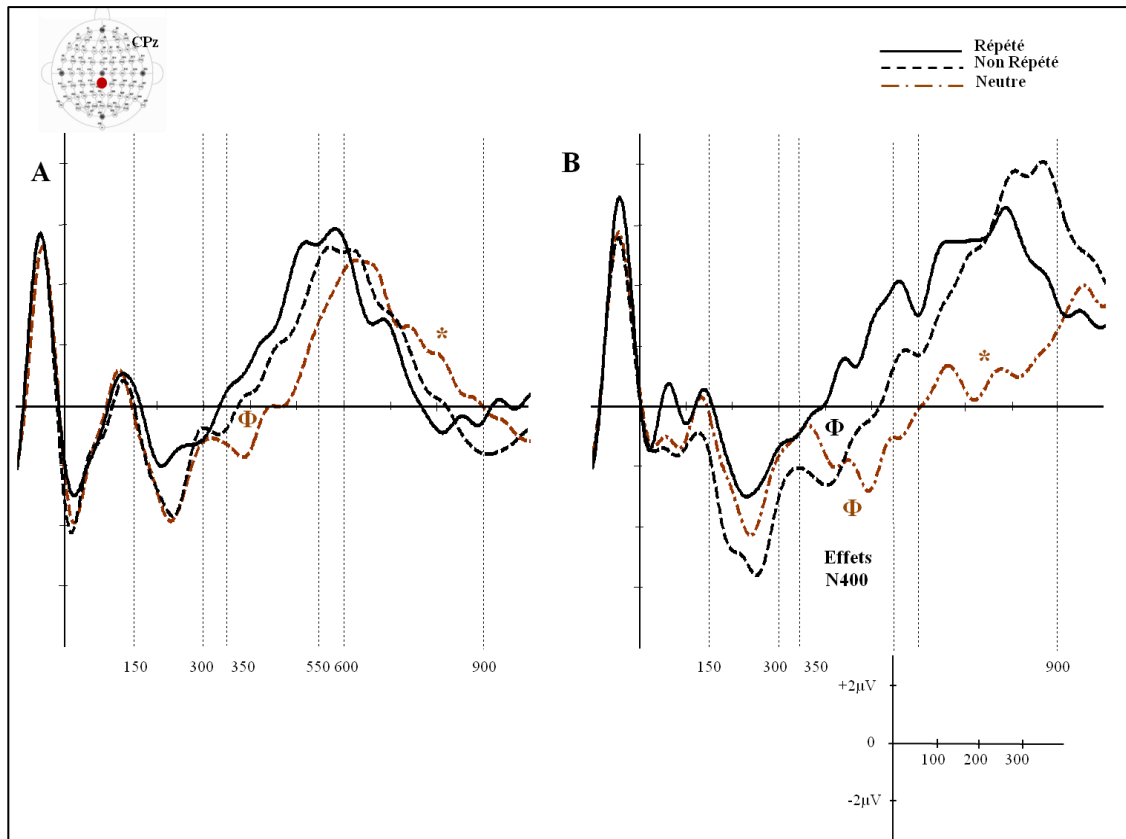 CPz
Répété
Non Répété
Neutre
A
B
*
Φ
*
Φ
Φ
Effets
N400
150 300 350 550 600 900
150 300 350 900
+2µV
0
100 200 300
-2µV